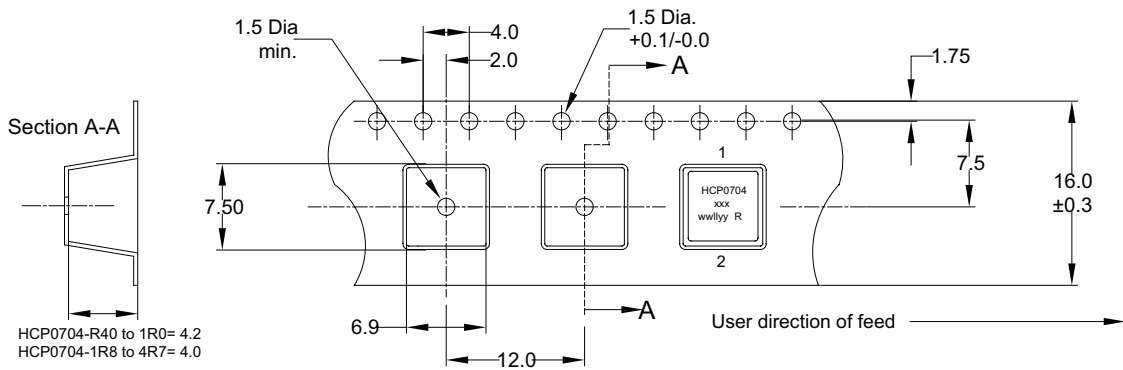 1.5 Dia
min.
4.0
2.0
1.5 Dia.
+0.1/-0.0
A
1.75
Section A-A
7.50
1
HCP0704
xxx
wwllyy R
2
7.5
16.0
±0.3
HCP0704-R40 to 1R0= 4.2
HCP0704-1R8 to 4R7= 4.0
6.9
12.0
A
User direction of feed